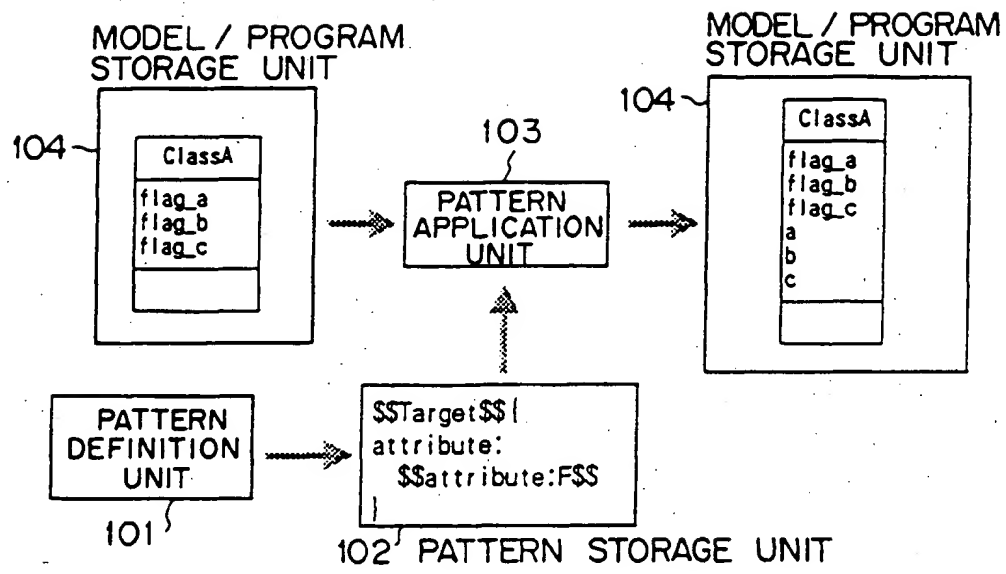 MODEL / PROGRAM
STORAGE UNIT
104
ClassA
flag_a
flag_b
flag_c
103
PATTERN
APPLICATION
UNIT
MODEL / PROGRAM
STORAGE UNIT
104
ClassA
flag_a
flag_b
flag_c
a
b
c
PATTERN
DEFINITION
UNIT
101
$$Target$$ {
attribute:
$$attribute:F$$
}
102 PATTERN STORAGE UNIT